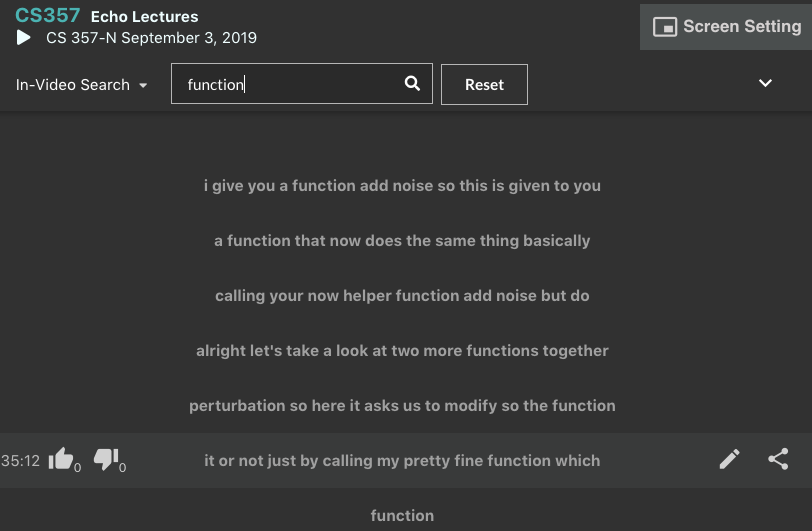 CS357 Echo Lectures
CS 357-N September 3, 2019
Screen Setting
In-Video Search
function
Reset
i give you a function add noise so this is given to you
a function that now does the same thing basically
calling your now helper function add noise but do
alright let's take a look at two more functions together
perturbation so here it asks us to modify so the function
35:12 0 0 it or not just by calling my pretty fine function which
function